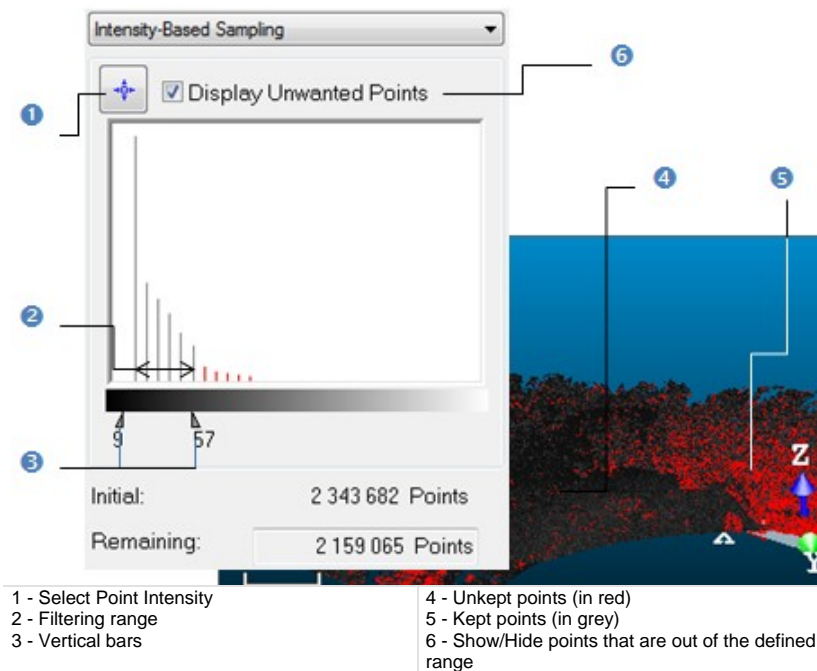 Intensity-Based Sampling
6
Display Unwanted Points
1
4
5
2
9
57
3
Z
Y
Initial: 2 343 682 Points
Remaining: 2 159 065 Points
1 - Select Point Intensity
2 - Filtering range
3 - Vertical bars
4 - Unkept points (in red)
5 - Kept points (in grey)
6 - Show/Hide points that are out of the defined
range